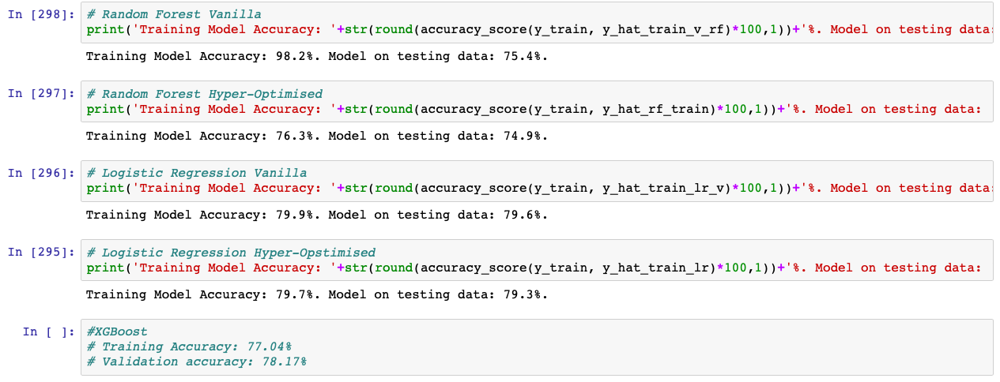 In [298]: # Random Forest Vanilla
print('Training Model Accuracy: '+str(round(accuracy_score(y_train, y_hat_train_v_rf)*100,1))+'%. Model on testing data:
Training Model Accuracy: 98.2%. Model on testing data: 75.4%.
In [297]: # Random Forest Hyper-Optimised
print('Training Model Accuracy: '+str(round(accuracy_score(y_train, y_hat_rf_train)*100,1))+'%. Model on testing data:
Training Model Accuracy: 76.3%. Model on testing data: 74.9%.
In [296]: # Logistic Regression Vanilla
print('Training Model Accuracy: '+str(round(accuracy_score(y_train, y_hat_train_lr_v)*100,1))+'%. Model on testing data:
Training Model Accuracy: 79.9%. Model on testing data: 79.6%.
In [295]: # Logistic Regression Hyper-Opstimised
print('Training Model Accuracy: '+str(round(accuracy_score(y_train, y_hat_train_lr)*100,1))+'%. Model on testing data:
Training Model Accuracy: 79.7%. Model on testing data: 79.3%.
In [ ]: #XGBoost
# Training Accuracy: 77.04%
# Validation accuracy: 78.17%